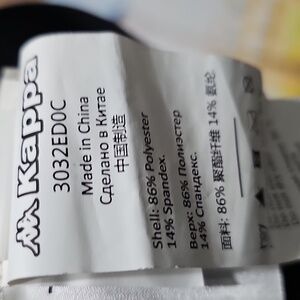 Kappa
3032ED0C
Made in China
Сделано в Китае
中国制造
Shell: 86% Polyester
14% Spandex.
Верх: 86% Полиэстер
14% Спандекс.
面料: 86% 聚酯纤维 14% 氨纶